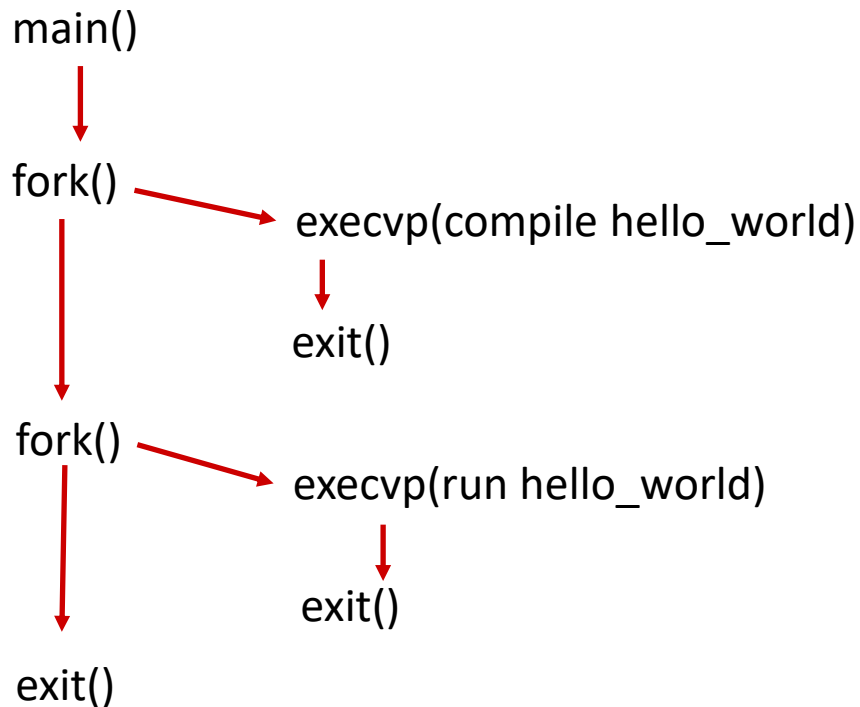 main()
fork()
execvp(compile hello_world)
exit()
fork()
execvp(run hello_world)
exit()
exit()